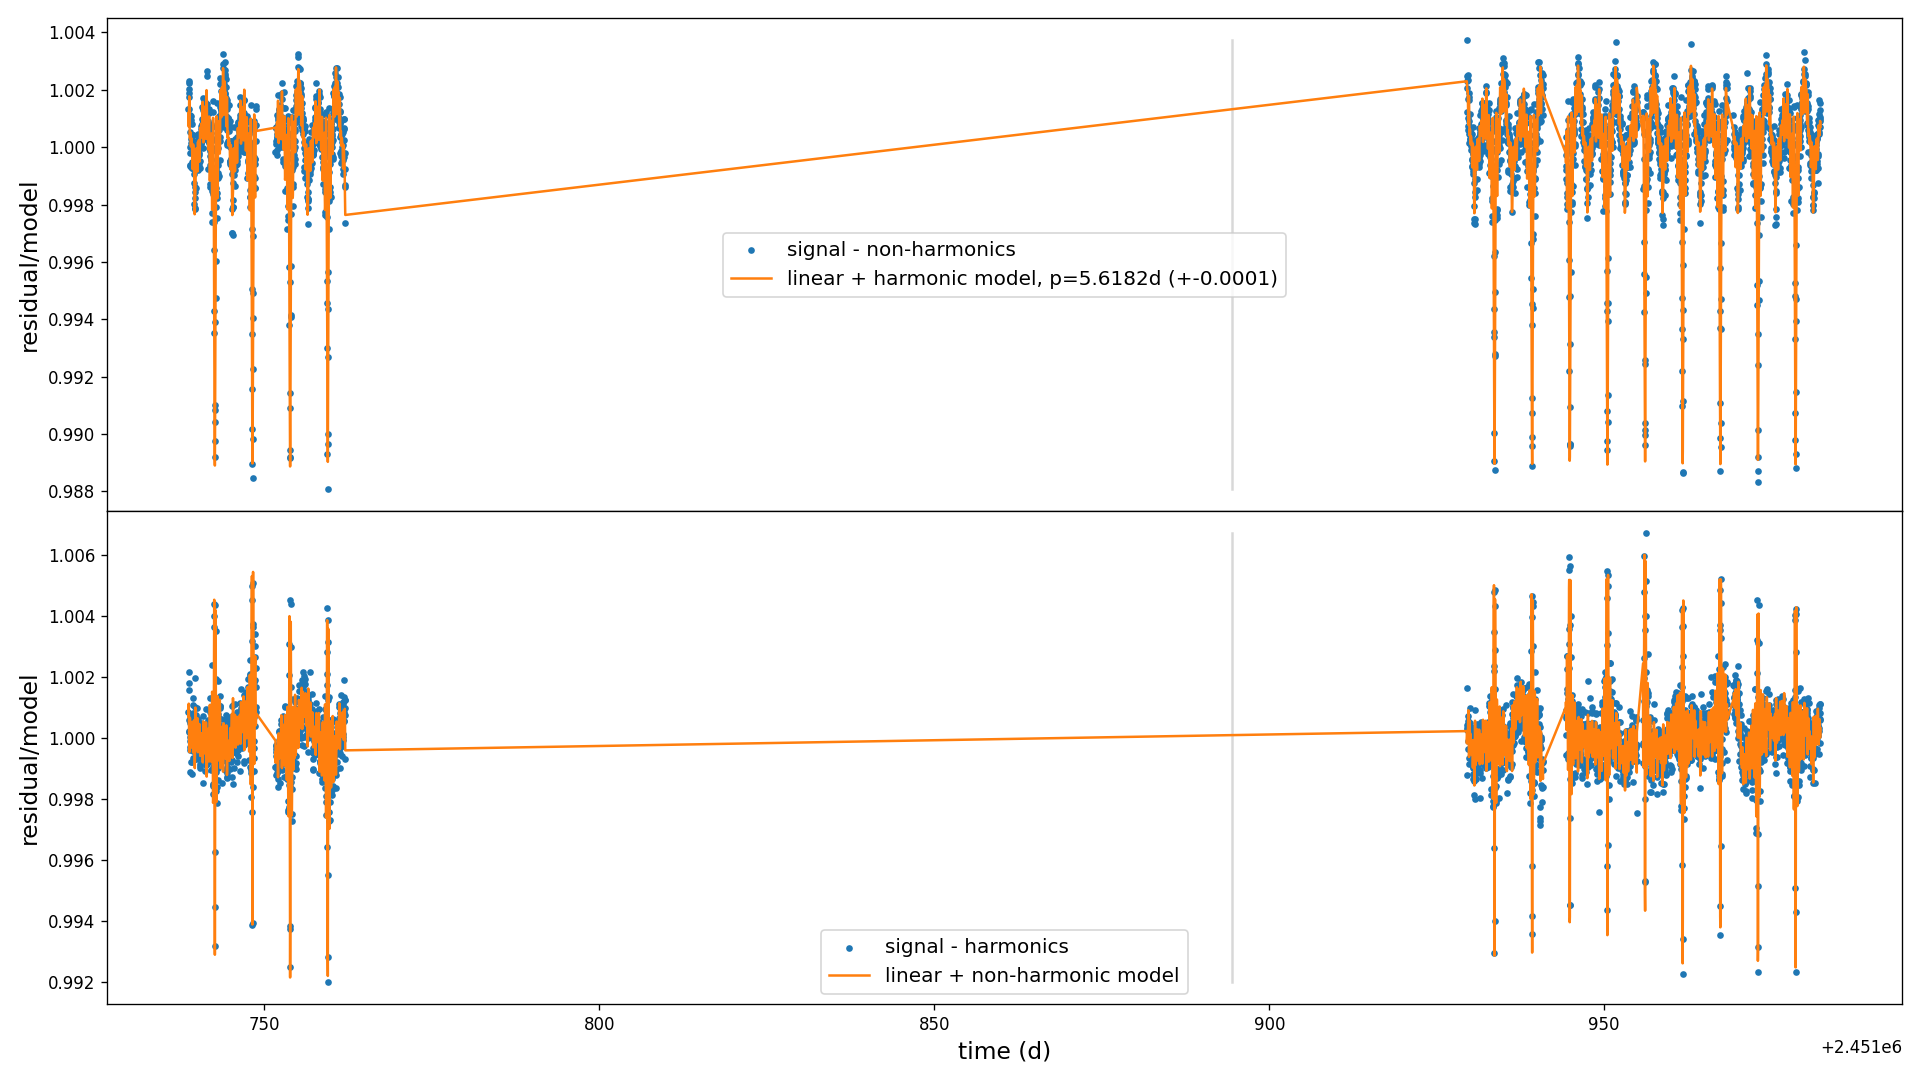 1.004
1.002
1.000
0.998
0.996
0.994
0.992
0.990
0.988
residual/model
signal - non-harmonics
linear + harmonic model, p=5.6182d (+-0.0001)
1.006
1.004
1.002
1.000
0.998
0.996
0.994
0.992
residual/model
signal - harmonics
linear + non-harmonic model
750
800
850
900
950
time (d)
+2.451e6